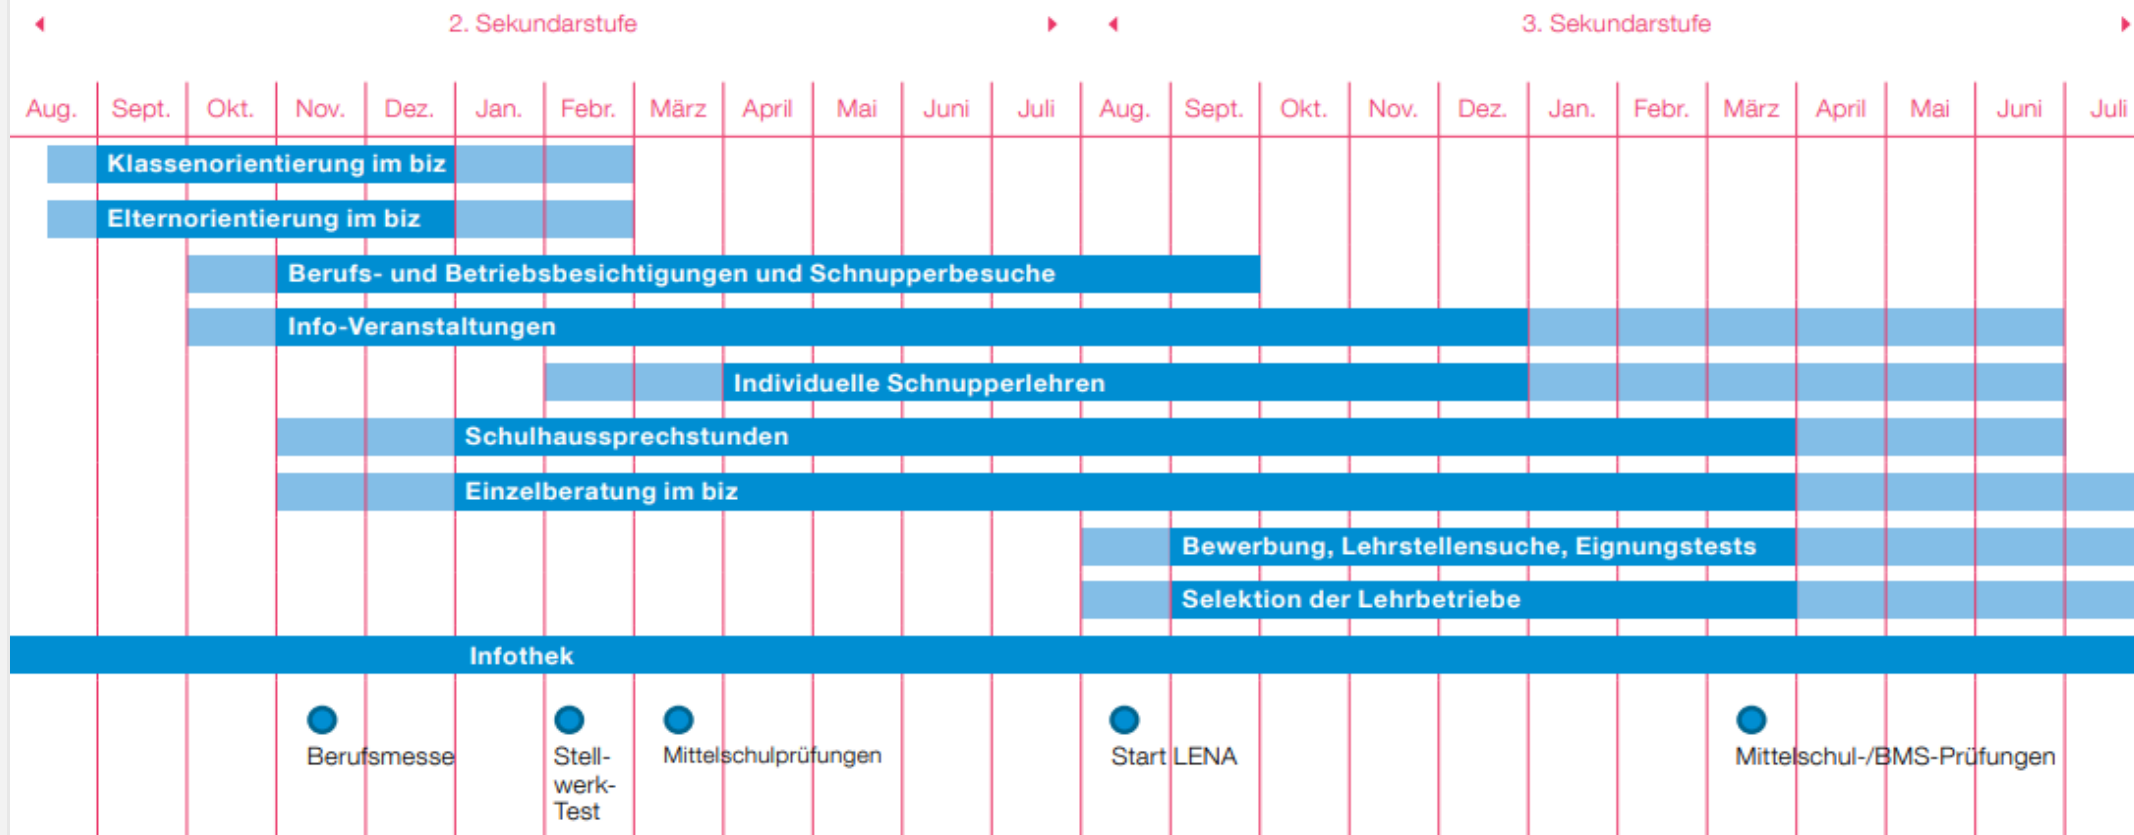 2. Sekundarstufe 3. Sekundarstufe
Aug. Sept. Okt. Nov. Dez. Jan. Febr. März April Mai Juni Juli Aug. Sept. Okt. Nov. Dez. Jan. Febr. März April Mai Juni Juli
Klassenorientierung im biz
Elternorientierung im biz
Berufs- und Betriebsbesichtigungen und Schnupperbesuche
Info-Veranstaltungen
Individuelle Schnupperlehren
Schulhaussprechstunden
Einzelberatung im biz
Bewerbung, Lehrstellensuche, Eignungstests
Selektion der Lehrbetriebe
Infothek
Berufsmesse
Stell-
werk-
Test
Mittelschulprüfungen
Start LENA
Mittelschul-/BMS-Prüfungen